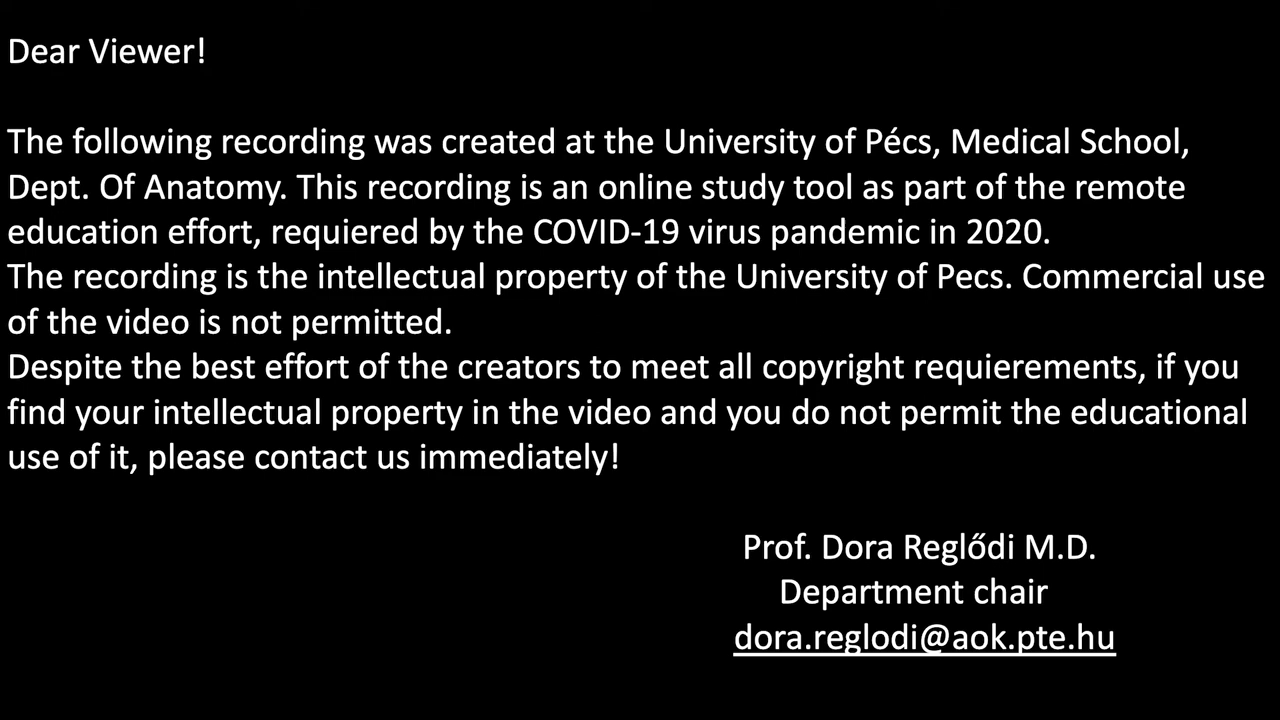 Dear Viewer!
The following recording was created at the University of Pécs, Medical School,
Dept. Of Anatomy. This recording is an online study tool as part of the remote
education effort, requiered by the COVID-19 virus pandemic in 2020.
The recording is the intellectual property of the University of Pecs. Commercial use
of the video is not permitted.
Despite the best effort of the creators to meet all copyright requierements, if you
find your intellectual property in the video and you do not permit the educational
use of it, please contact us immediately!
Prof. Dora Reglődi M.D.
Department chair
dora.reglodi@aok.pte.hu